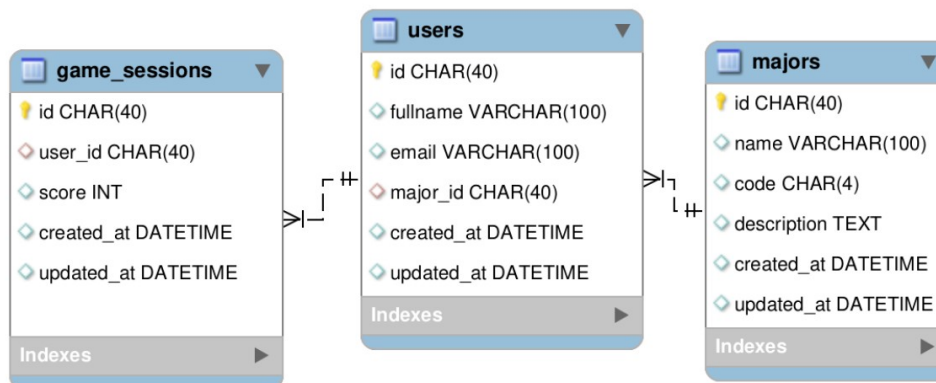 game_sessions
id CHAR(40)
user_id CHAR(40)
score INT
created_at DATETIME
updated_at DATETIME
Indexes
users
id CHAR(40)
fullname VARCHAR(100)
email VARCHAR(100)
major_id CHAR(40)
created_at DATETIME
updated_at DATETIME
Indexes
majors
id CHAR(40)
name VARCHAR(100)
code CHAR(4)
description TEXT
created_at DATETIME
updated_at DATETIME
Indexes